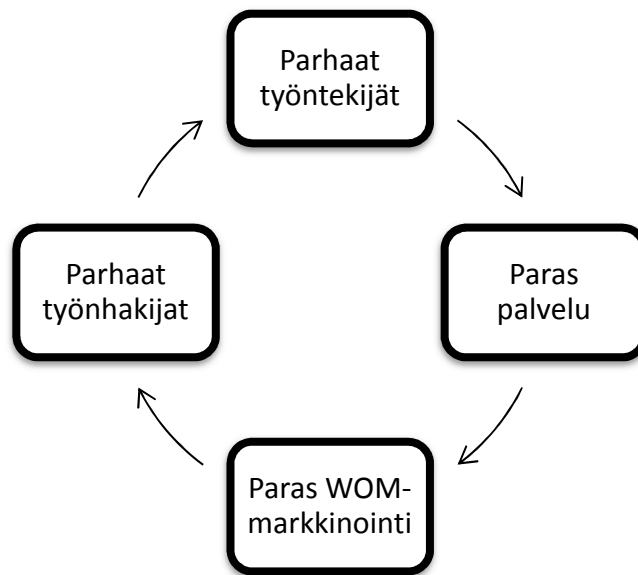 Parhaat
työntekijät
Paras
palvelu
Paras WOM-
markkinointi
Parhaat
työnhakijat